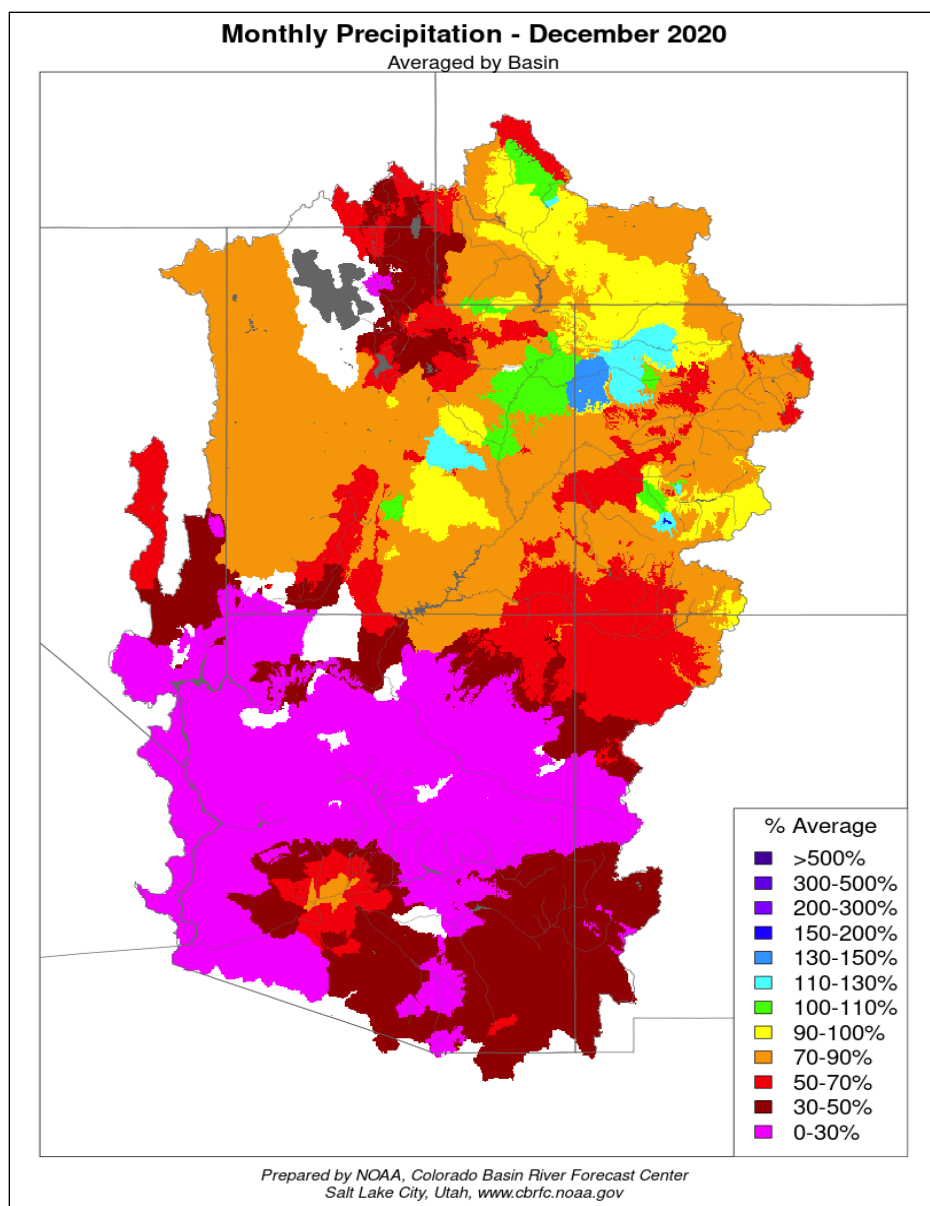 Monthly Precipitation - December 2020
Averaged by Basin
% Average
>500%
300-500%
200-300%
150-200%
130-150%
110-130%
100-110%
90-100%
70-90%
50-70%
30-50%
0-30%
Prepared by NOAA, Colorado Basin River Forecast Center
Salt Lake City, Utah, www.cbrfc.noaa.gov